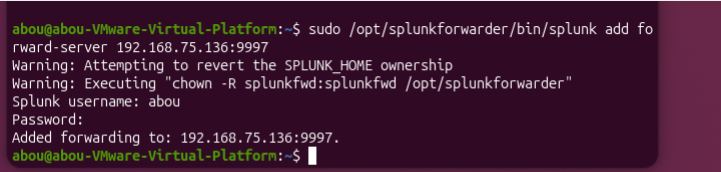 abou@abou-VMware-Virtual-Platform:~$ sudo /opt/splunkforwarder/bin/splunk add fo
rward-server 192.168.75.136:9997
Warning: Attempting to revert the SPLUNK_HOME ownership
Warning: Executing "chown -R splunkfwd:splunkfwd /opt/splunkforwarder"
Splunk username: abou
Password:
Added forwarding to: 192.168.75.136:9997.
abou@abou-VMware-Virtual-Platform:~$